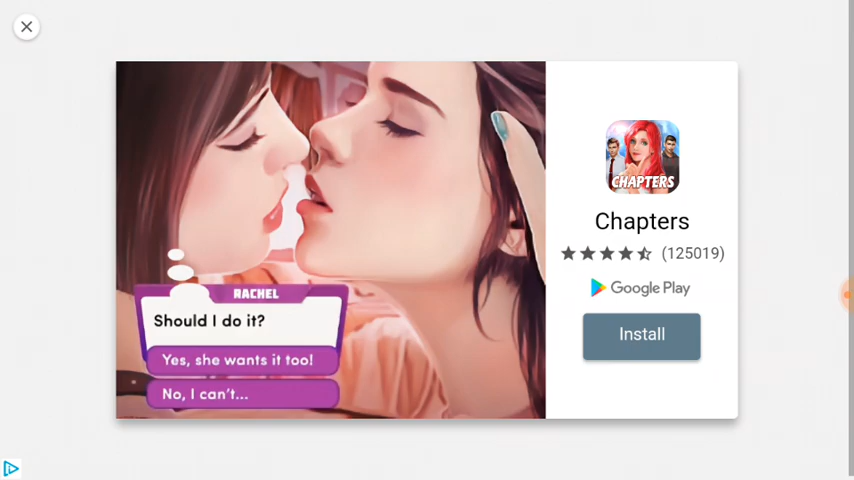 RACHEL
Should I do it?
Yes, she wants it too!
No, I can't...
CHAPTERS
Chapters
(125019)
Google Play
Install